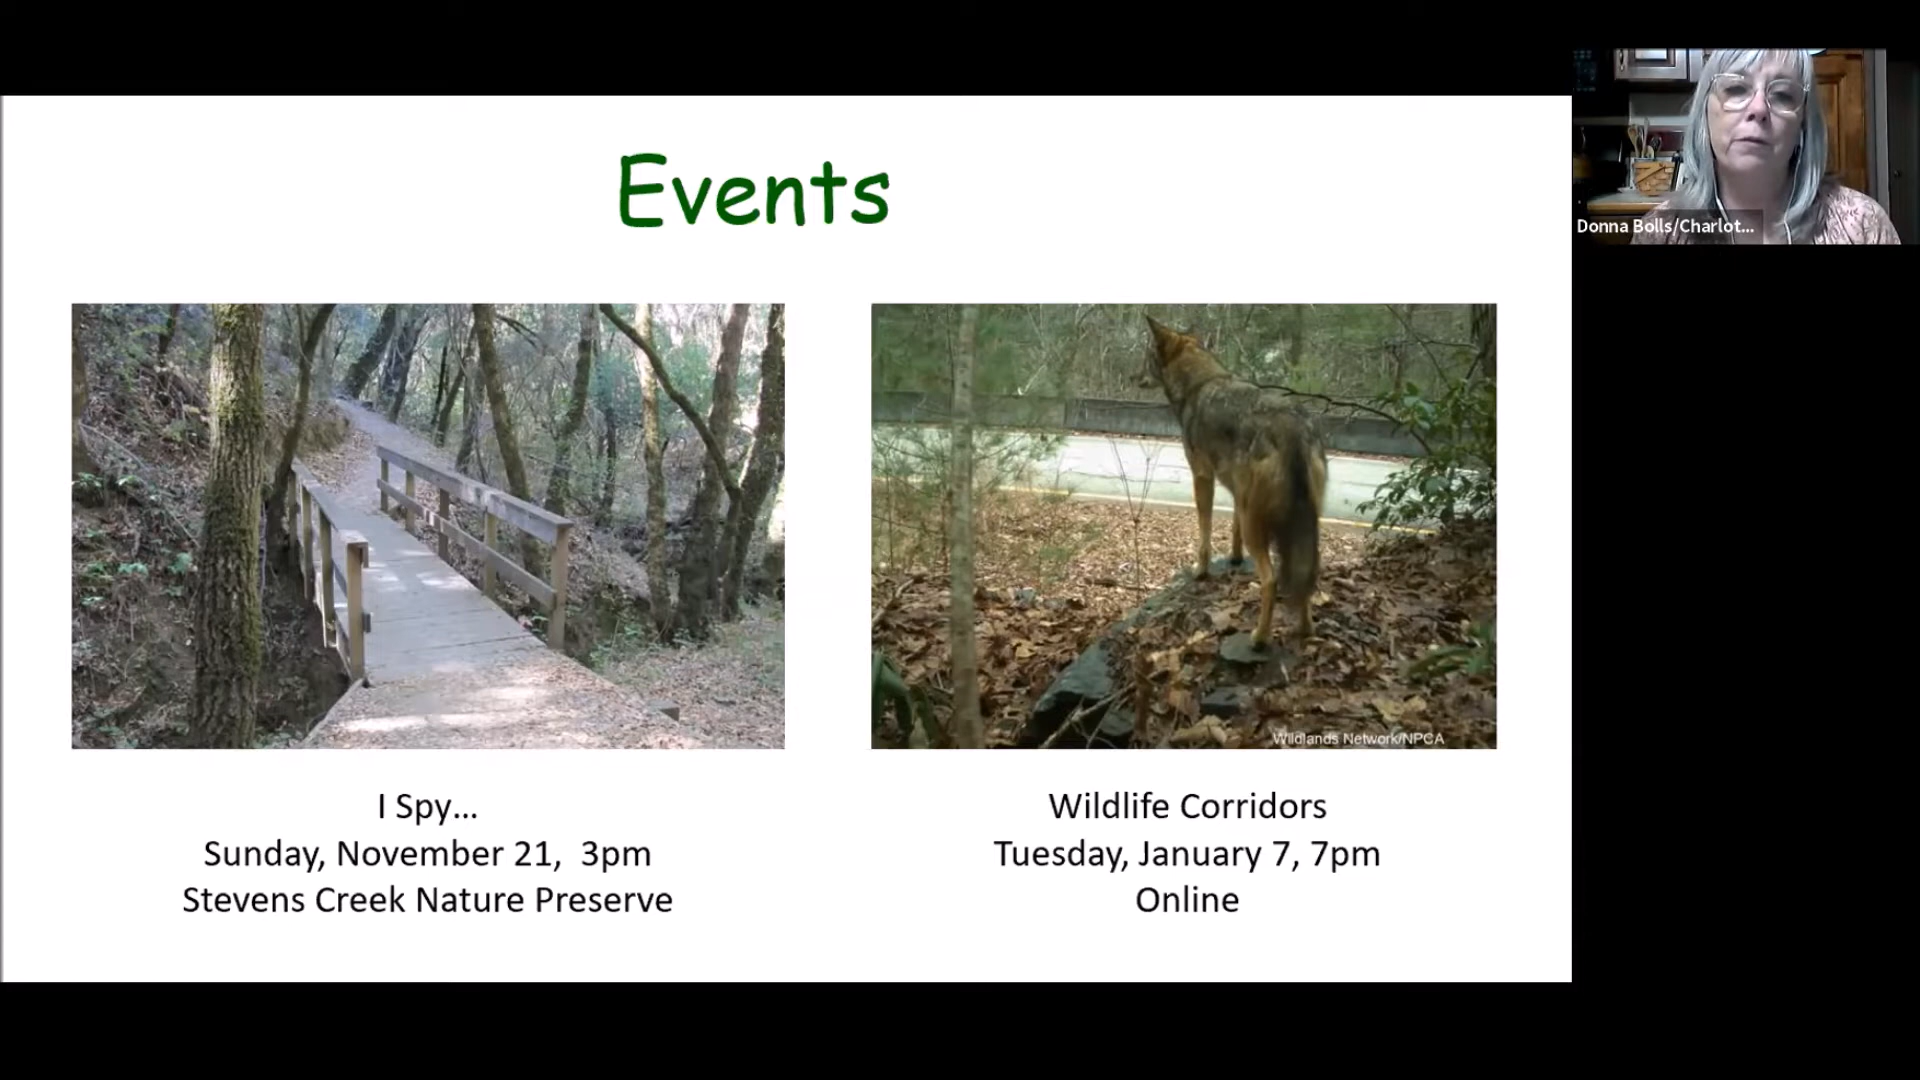 Events
Donna Bolls/Charlot...
Wildlands Network/NPCA
I Spy...
Sunday, November 21,  3pm
Stevens Creek Nature Preserve
Wildlife Corridors
Tuesday, January 7, 7pm
Online